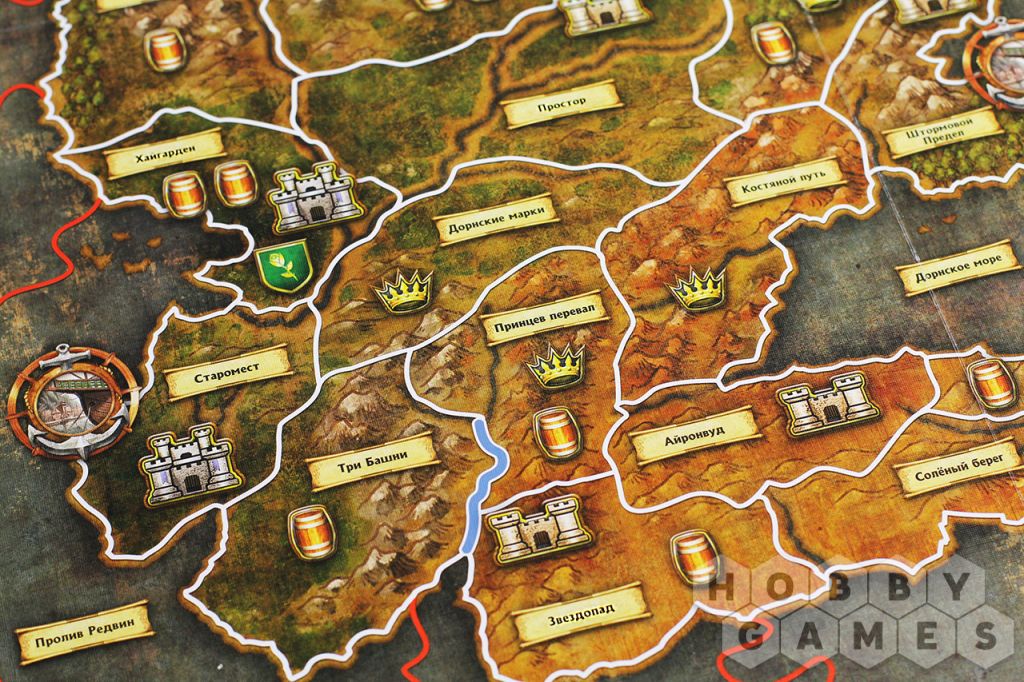 Простор
Штормовой
Предел
Хайгарден
Костяной путь
Дорнские марки
Дорнское море
Принцев перевал
Старомест
Айронвуд
Три Башни
Солёный берег
Звездопад
Пролив Редвин
HOBBY
GAMES